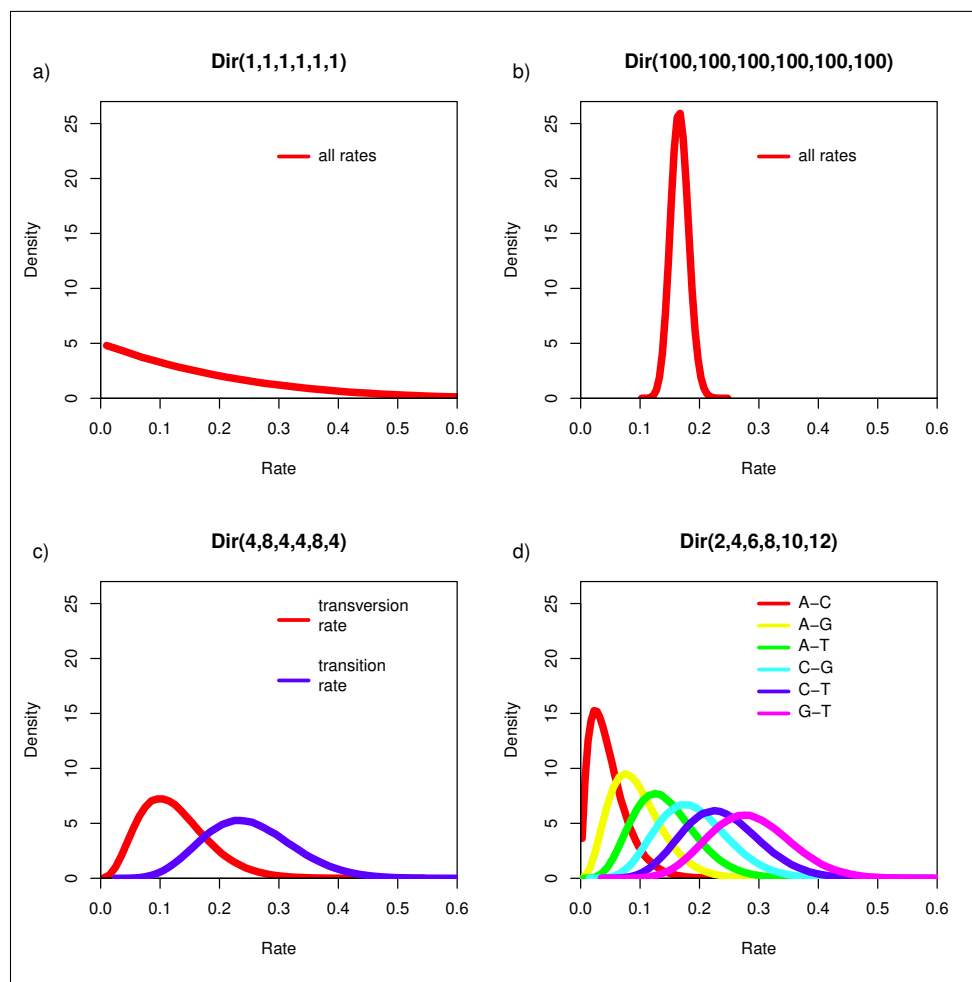 a)
Dir(1,1,1,1,1,1)
25
20
15
10
5
0
Density
all rates
0.0 0.1 0.2 0.3 0.4 0.5 0.6
Rate
b)
Dir(100,100,100,100,100,100)
25
20
15
10
5
0
Density
all rates
0.0 0.1 0.2 0.3 0.4 0.5 0.6
Rate
c)
Dir(4,8,4,4,8,4)
25
20
15
10
5
0
Density
transversion
rate
transition
rate
0.0 0.1 0.2 0.3 0.4 0.5 0.6
Rate
d)
Dir(2,4,6,8,10,12)
25
20
15
10
5
0
Density
A−C
A−G
A−T
C−G
C−T
G−T
0.0 0.1 0.2 0.3 0.4 0.5 0.6
Rate